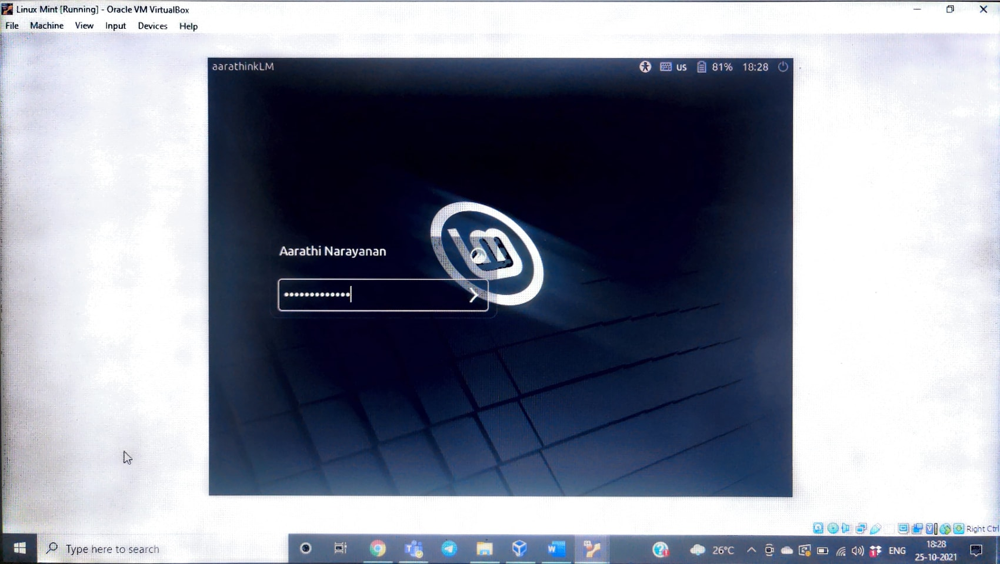 Linux Mint [Running] - Oracle VM VirtualBox
File Machine View Input Devices Help
aarathinkLM US 81% 18:28
lm
Aarathi Narayanan
•••••••••••••
Right Ctrl
Type here to search 26°C ENG 18:28
25-10-2021